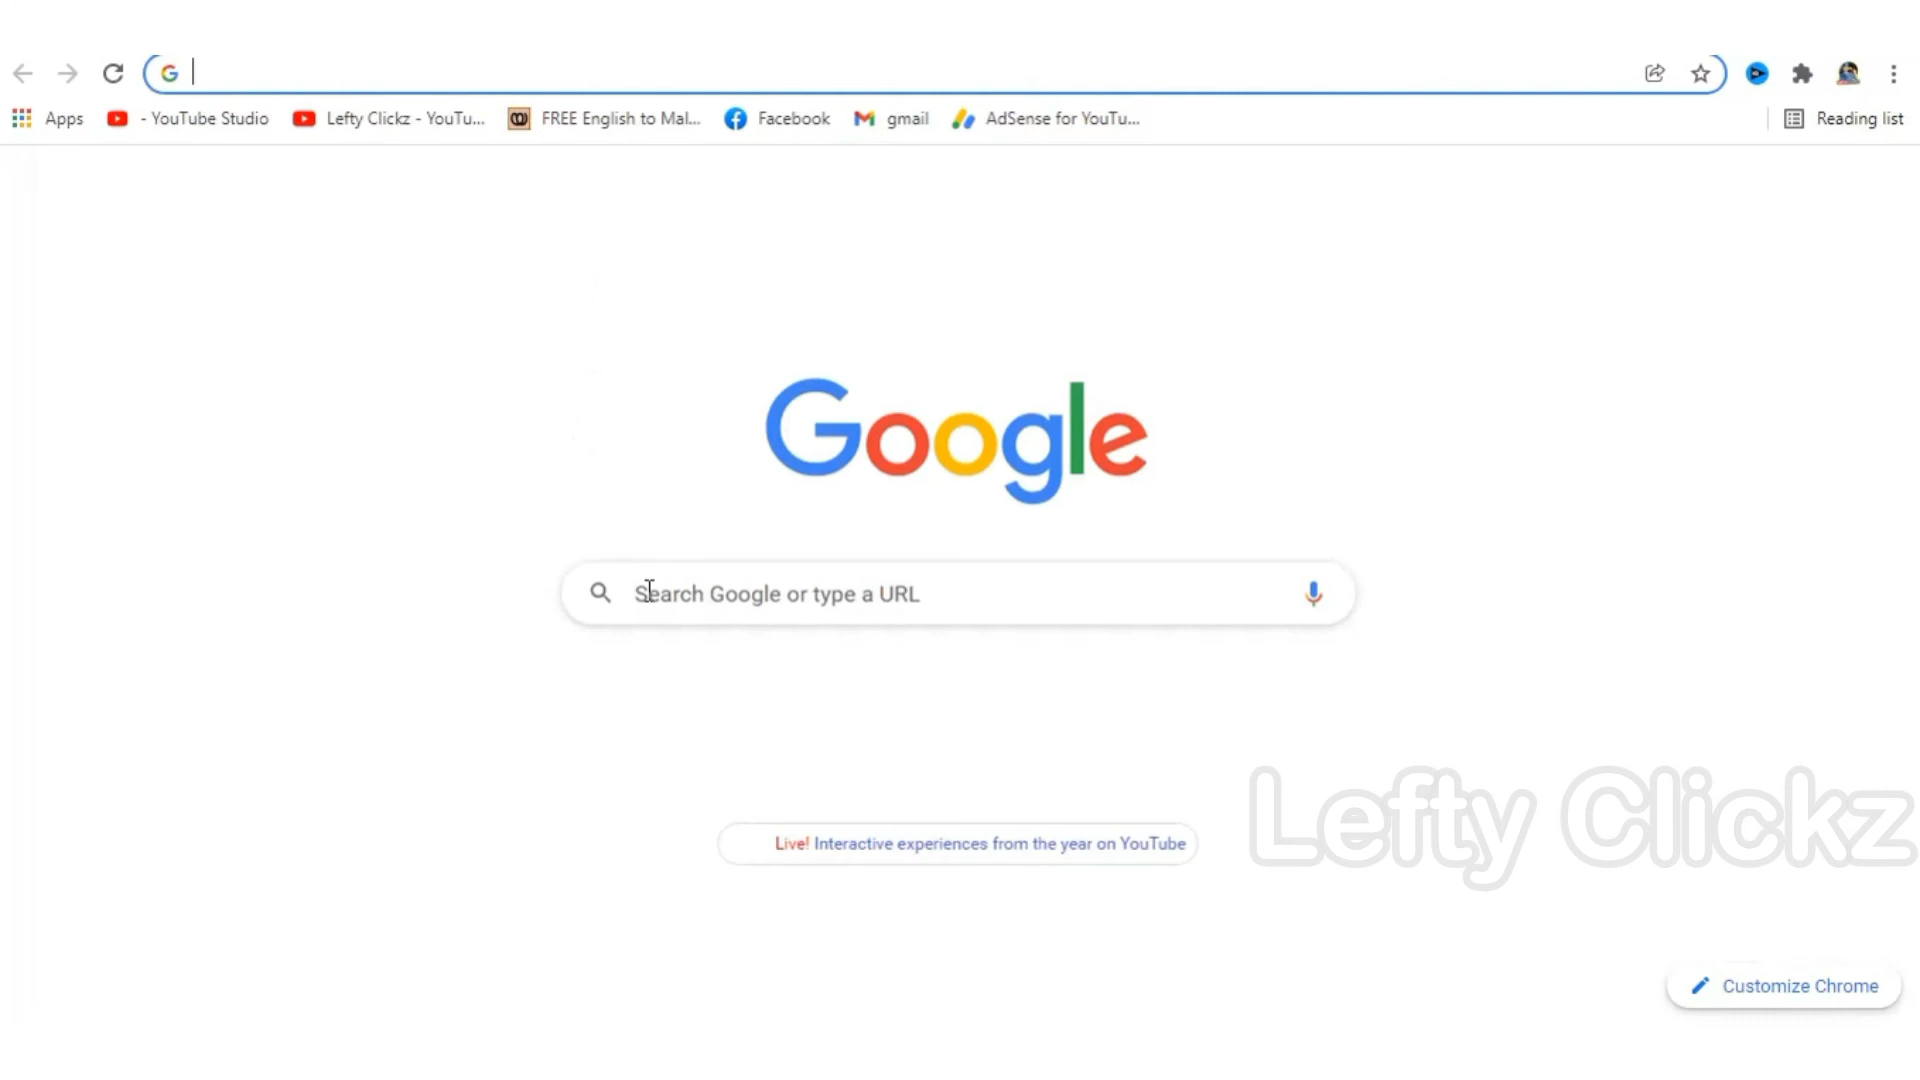 Apps - YouTube Studio Lefty Clickz - YouTu... FREE English to Mal... Facebook gmail AdSense for YouTu... Reading list
Google
Search Google or type a URL
Live! Interactive experiences from the year on YouTube
Lefty Clickz
Customize Chrome